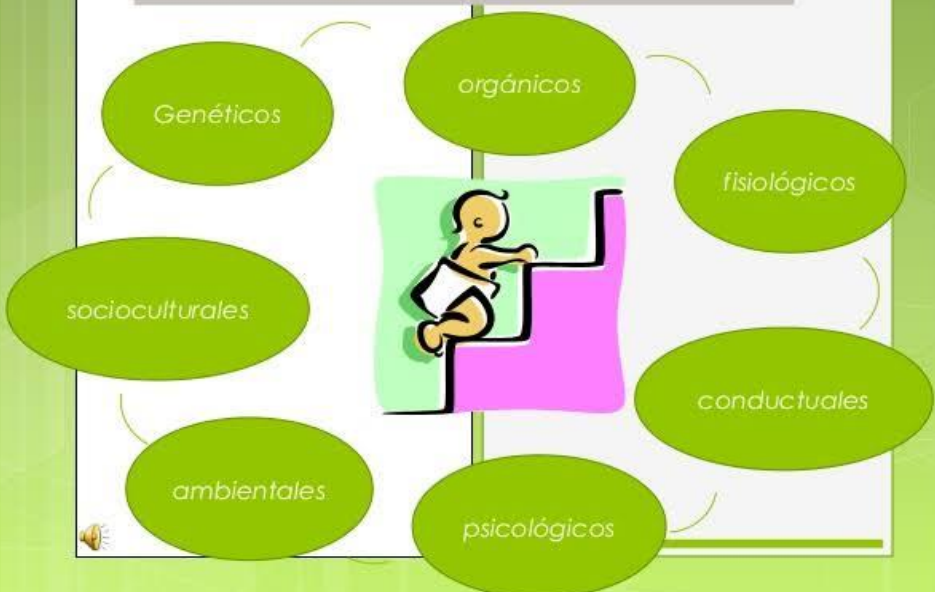 Genéticos
orgánicos
fisiológicos
conductuales
psicológicos
ambientales
socioculturales